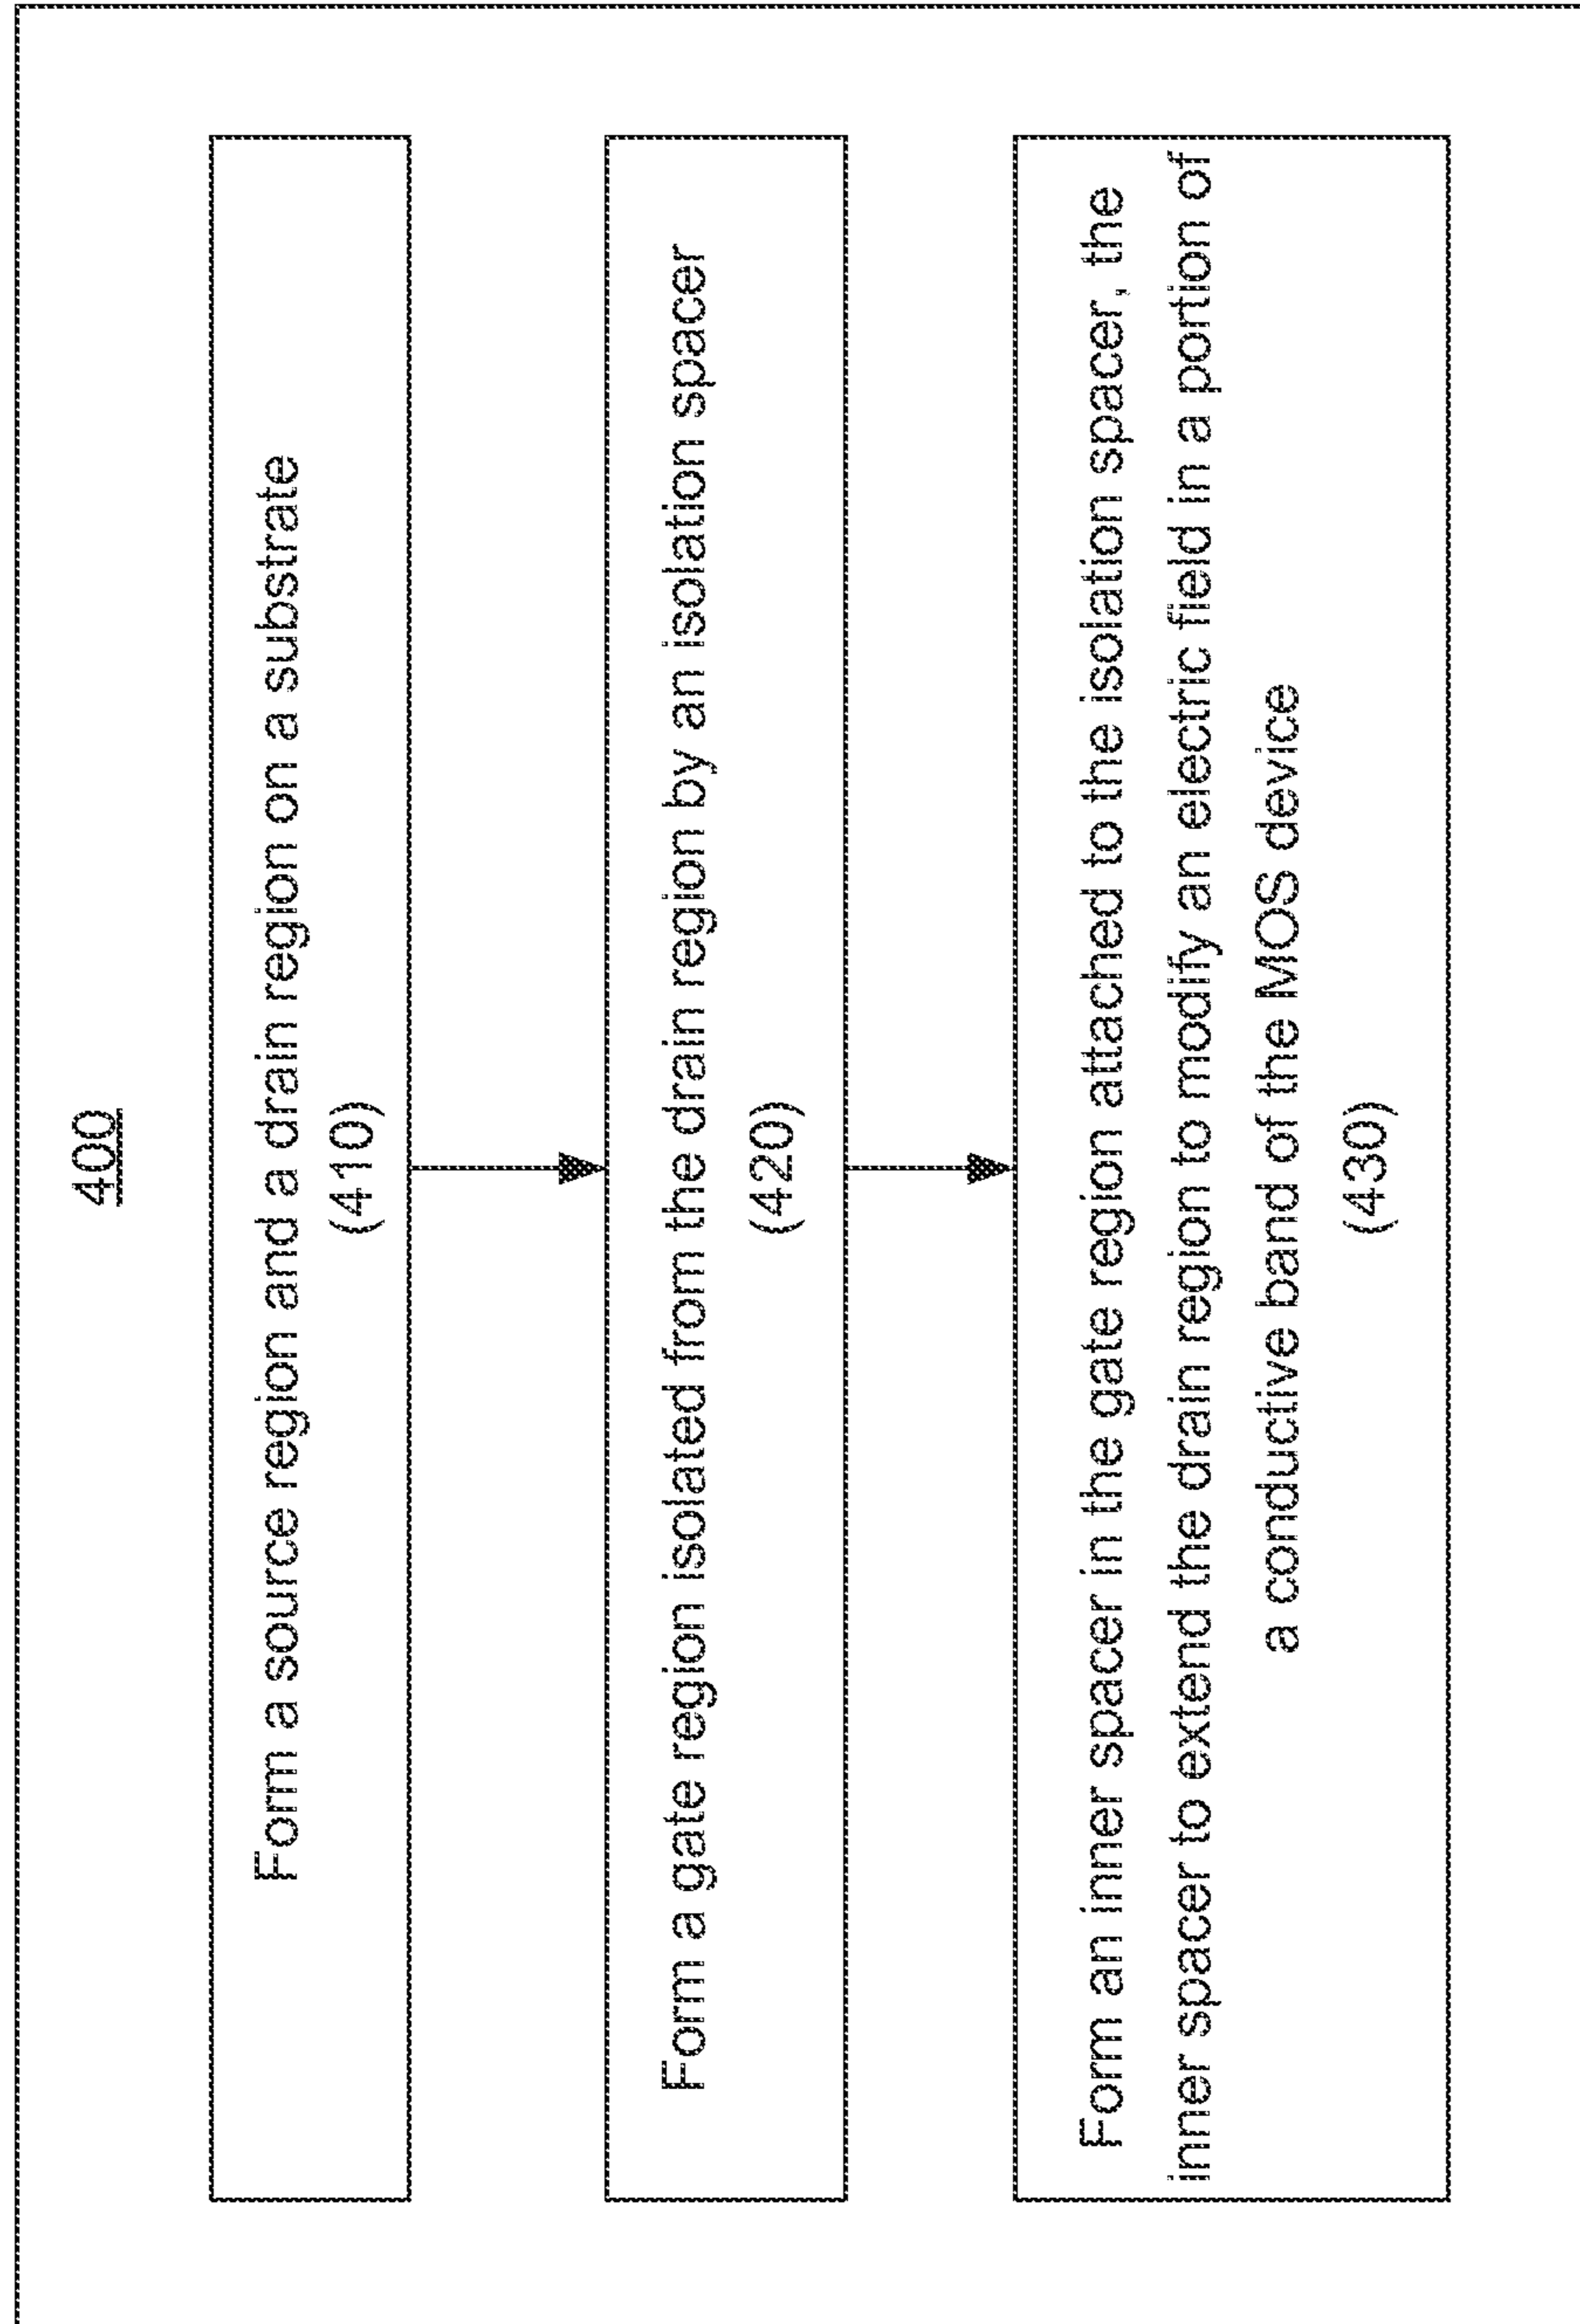 400
Form a source region and a drain region on a substrate
(410)
Form a gate region isolated from the drain region by an isolation spacer
(420)
Form an inner spacer in the gate region attached to the isolation spacer, the
inner spacer to extend the drain region to modify an electric field in a portion of
a conductive band of the MOS device
(430)